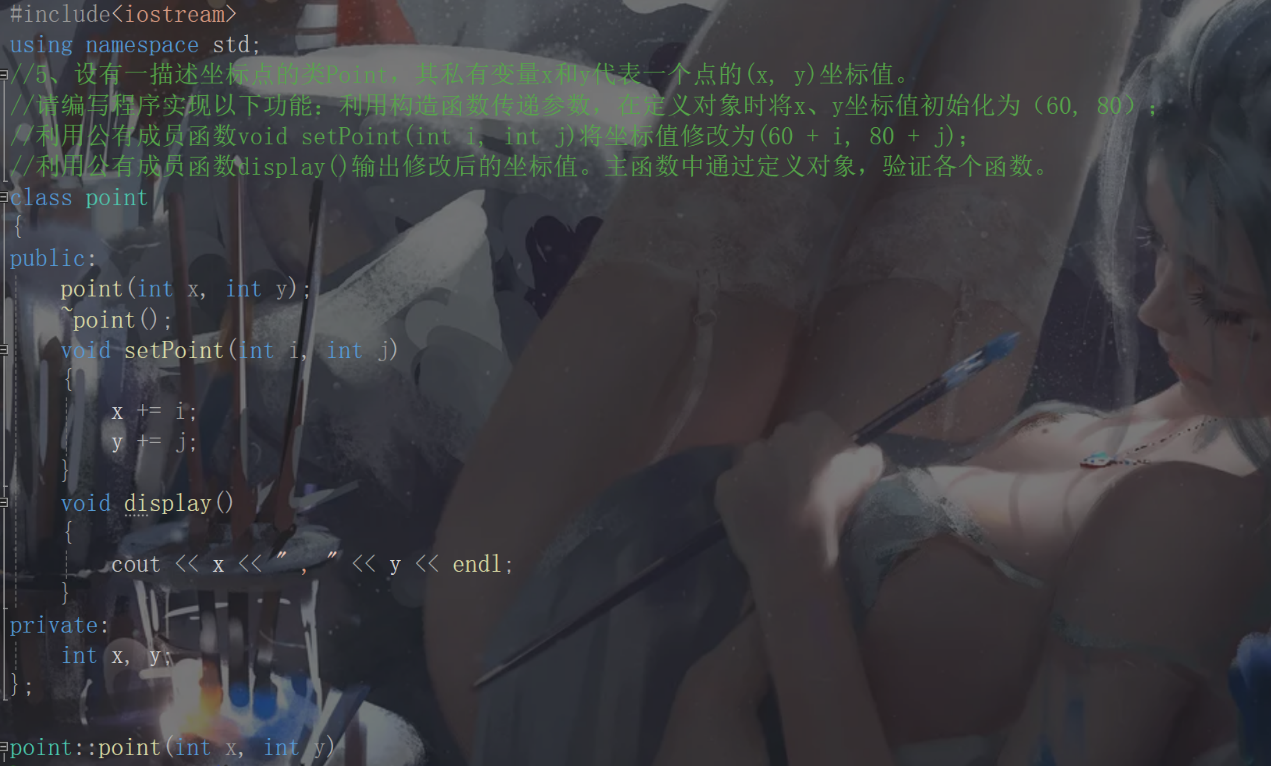 #include<iostream>
using namespace std;
//5、设有一描述坐标点的类Point，其私有变量x和y代表一个点的(x, y)坐标值。
//请编写程序实现以下功能：利用构造函数传递参数，在定义对象时将x、y坐标值初始化为（60, 80）;
//利用公有成员函数void setPoint(int i, int j)将坐标值修改为(60 + i, 80 + j);
//利用公有成员函数display()输出修改后的坐标值。主函数中通过定义对象，验证各个函数。
class point
{
public:
    point(int x, int y);
    ~point();
    void setPoint(int i, int j)
    {
        x += i;
        y += j;
    }
    void display()
    {
        cout << x << " , " << y << endl;
    }
private:
    int x, y;
};
point::point(int x, int y)